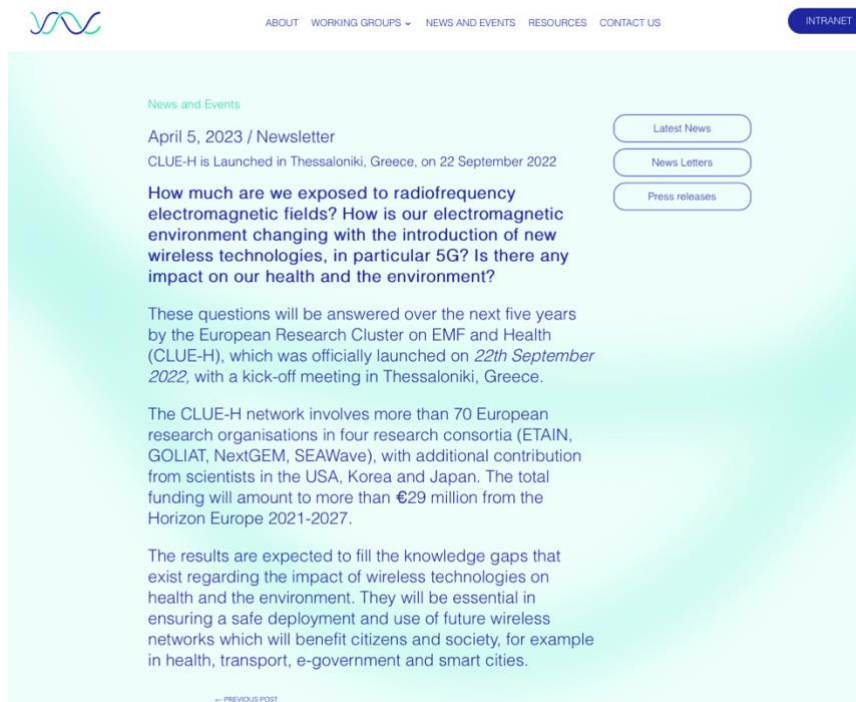 ABOUT WORKING GROUPS NEWS AND EVENTS RESOURCES CONTACT US INTRANET
News and Events
April 5, 2023 / Newsletter
CLUE-H is Launched in Thessaloniki, Greece, on 22 September 2022
How much are we exposed to radiofrequency
electromagnetic fields? How is our electromagnetic
environment changing with the introduction of new
wireless technologies, in particular 5G? Is there any
impact on our health and the environment?
These questions will be answered over the next five years
by the European Research Cluster on EMF and Health
(CLUE-H), which was officially launched on 22th September
2022, with a kick-off meeting in Thessaloniki, Greece.
The CLUE-H network involves more than 70 European
research organisations in four research consortia (ETAIN,
GOLIAT, NextGEM, SEAWave), with additional contribution
from scientists in the USA, Korea and Japan. The total
funding will amount to more than €29 million from the
Horizon Europe 2021-2027.
The results are expected to fill the knowledge gaps that
exist regarding the impact of wireless technologies on
health and the environment. They will be essential in
ensuring a safe deployment and use of future wireless
networks which will benefit citizens and society, for example
in health, transport, e-government and smart cities.
← PREVIOUS POST
Latest News
News Letters
Press releases